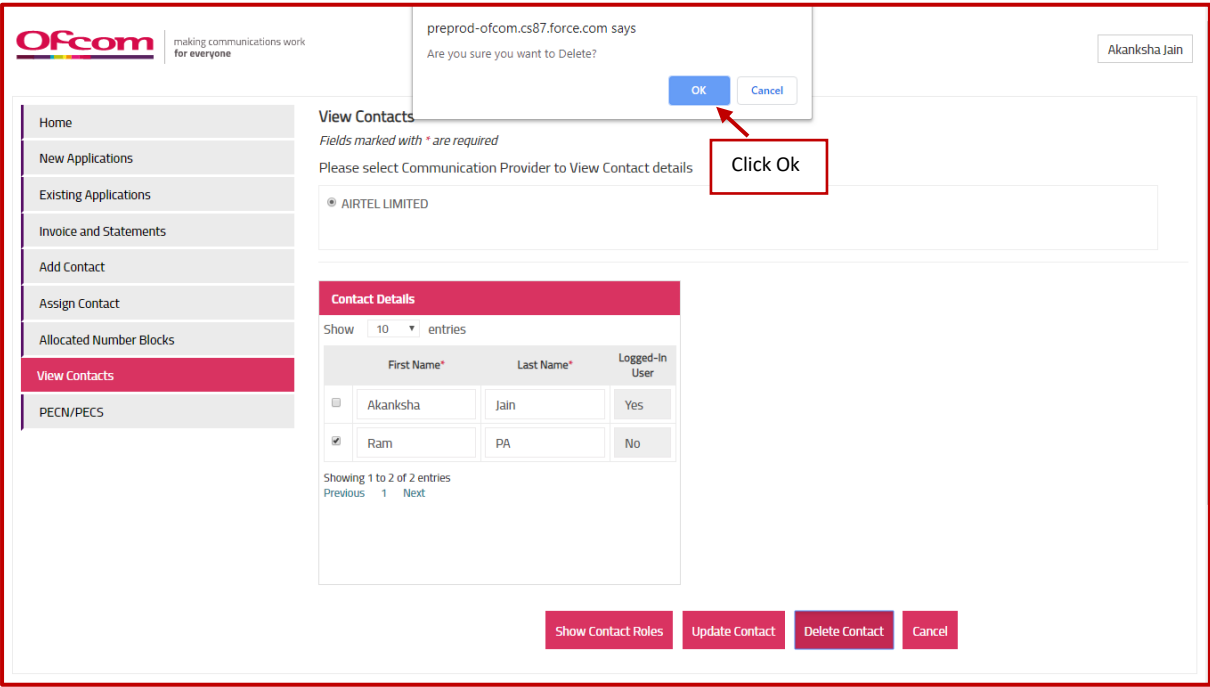 preprod-ofcom.cs87.force.com says
Are you sure you want to Delete?
OK
Cancel
Ofcom
making communications work
for everyone
Akanksha Jain
Home
New Applications
Existing Applications
Invoice and Statements
Add Contact
Assign Contact
Allocated Number Blocks
View Contacts
PECN/PECS
View Contacts
Fields marked with * are required
Please select Communication Provider to View Contact details
Click Ok
AIRTEL LIMITED
Contact Details
Show 10 entries
First Name* Last Name* Logged-In
User
Akanksha Jain Yes
Ram PA No
Showing 1 to 2 of 2 entries
Previous 1 Next
Show Contact Roles Update Contact Delete Contact Cancel